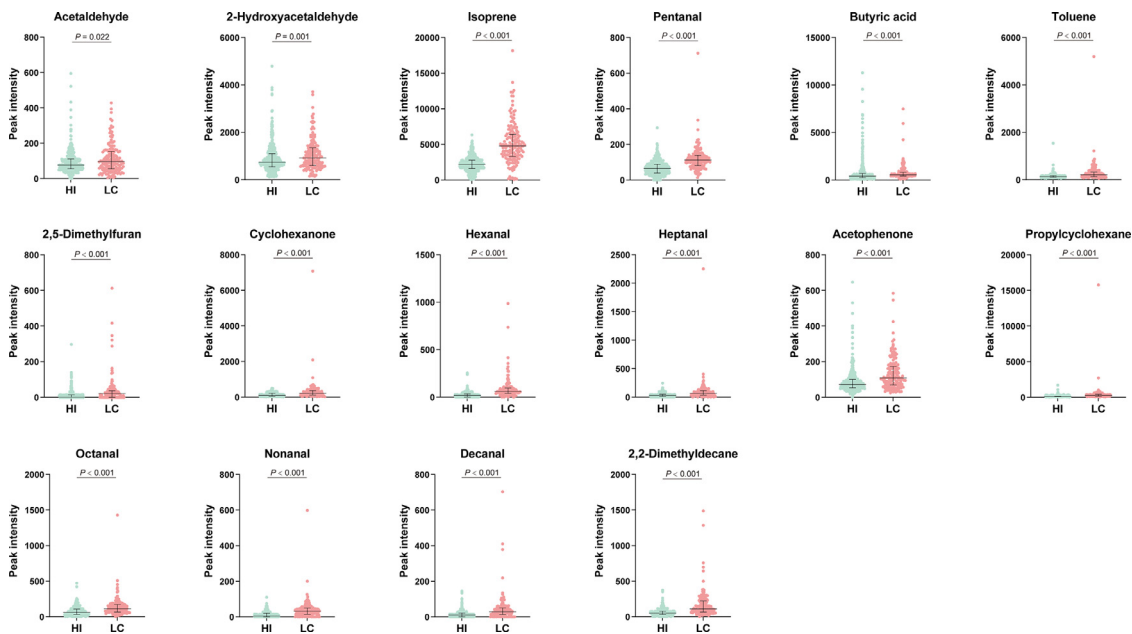 Acetaldehyde
P = 0.022
Peak intensity
800
600
400
200
0
HI
LC
2-Hydroxyacetaldehyde
P = 0.001
Peak intensity
6000
4000
2000
0
HI
LC
Isoprene
P < 0.001
Peak intensity
20000
15000
10000
5000
0
HI
LC
Pentanal
P < 0.001
Peak intensity
800
600
400
200
0
HI
LC
Butyric acid
P < 0.001
Peak intensity
15000
10000
5000
0
HI
LC
Toluene
P < 0.001
Peak intensity
6000
4000
2000
0
HI
LC
2,5-Dimethylfuran
P < 0.001
Peak intensity
800
600
400
200
0
HI
LC
Cyclohexanone
P < 0.001
Peak intensity
8000
6000
4000
2000
0
HI
LC
Hexanal
P < 0.001
Peak intensity
1500
1000
500
0
HI
LC
Heptanal
P < 0.001
Peak intensity
2500
2000
1500
1000
500
0
HI
LC
Acetophenone
P < 0.001
Peak intensity
800
600
400
200
0
HI
LC
Propylcyclohexane
P < 0.001
Peak intensity
20000
15000
10000
5000
0
HI
LC
Octanal
P < 0.001
Peak intensity
2000
1500
1000
500
0
HI
LC
Nonanal
P < 0.001
Peak intensity
800
600
400
200
0
HI
LC
Decanal
P < 0.001
Peak intensity
800
600
400
200
0
HI
LC
2,2-Dimethyldecane
P < 0.001
Peak intensity
2000
1500
1000
500
0
HI
LC